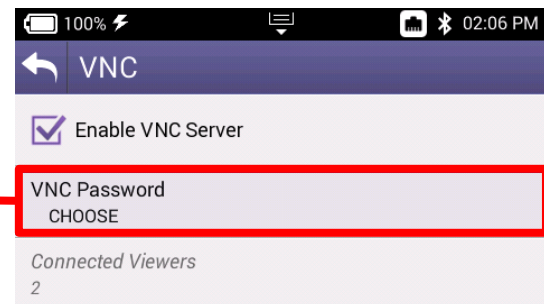 100% 02:06 PM
VNC
Enable VNC Server
VNC Password
CHOOSE
Connected Viewers
2